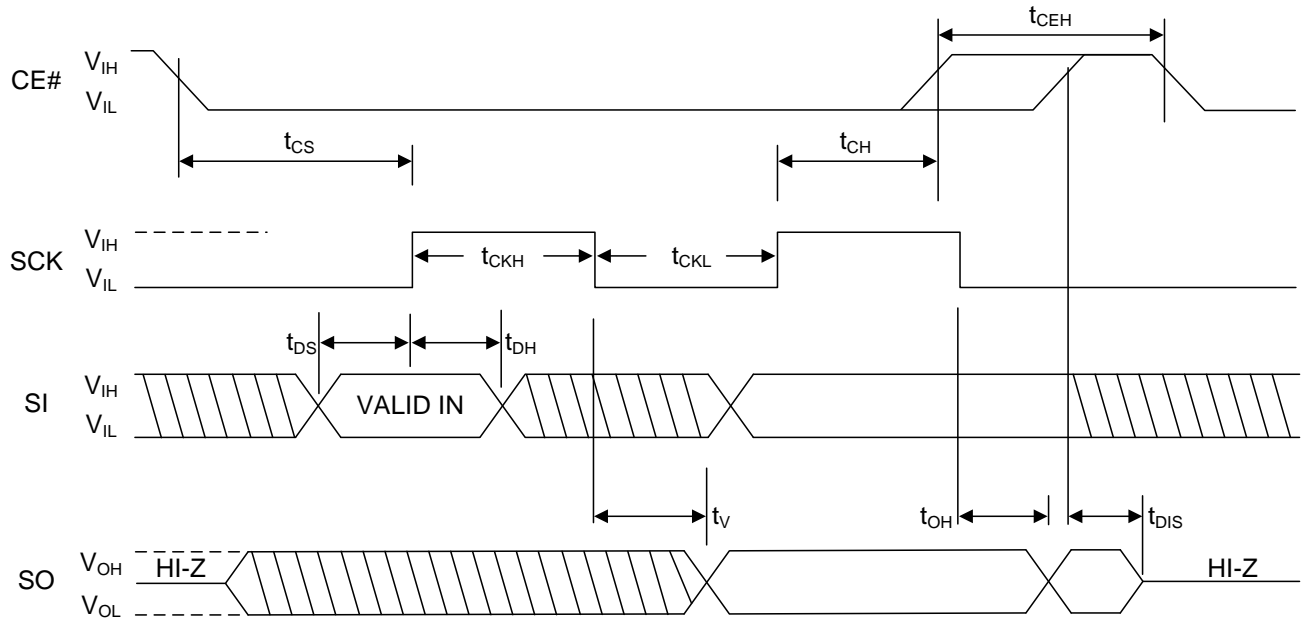 tCEH
CE#
VIH
VIL
tCS
tCH
SCK
VIH
VIL
tCKH
tCKL
tDS
tDH
SI
VIH
VIL
VALID IN
tV
tOH
tDIS
SO
VOH
VOL
HI-Z
HI-Z